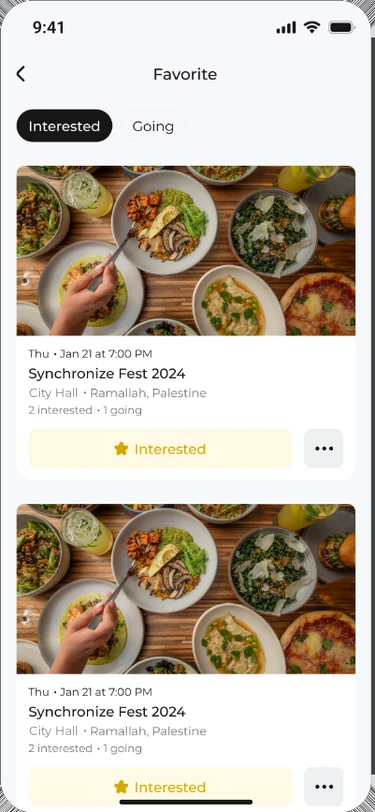 9:41
Favorite
Interested
Going
Thu • Jan 21 at 7:00 PM
Synchronize Fest 2024
City Hall • Ramallah, Palestine
2 interested • 1 going
Interested
Thu • Jan 21 at 7:00 PM
Synchronize Fest 2024
City Hall • Ramallah, Palestine
2 interested • 1 going
Interested